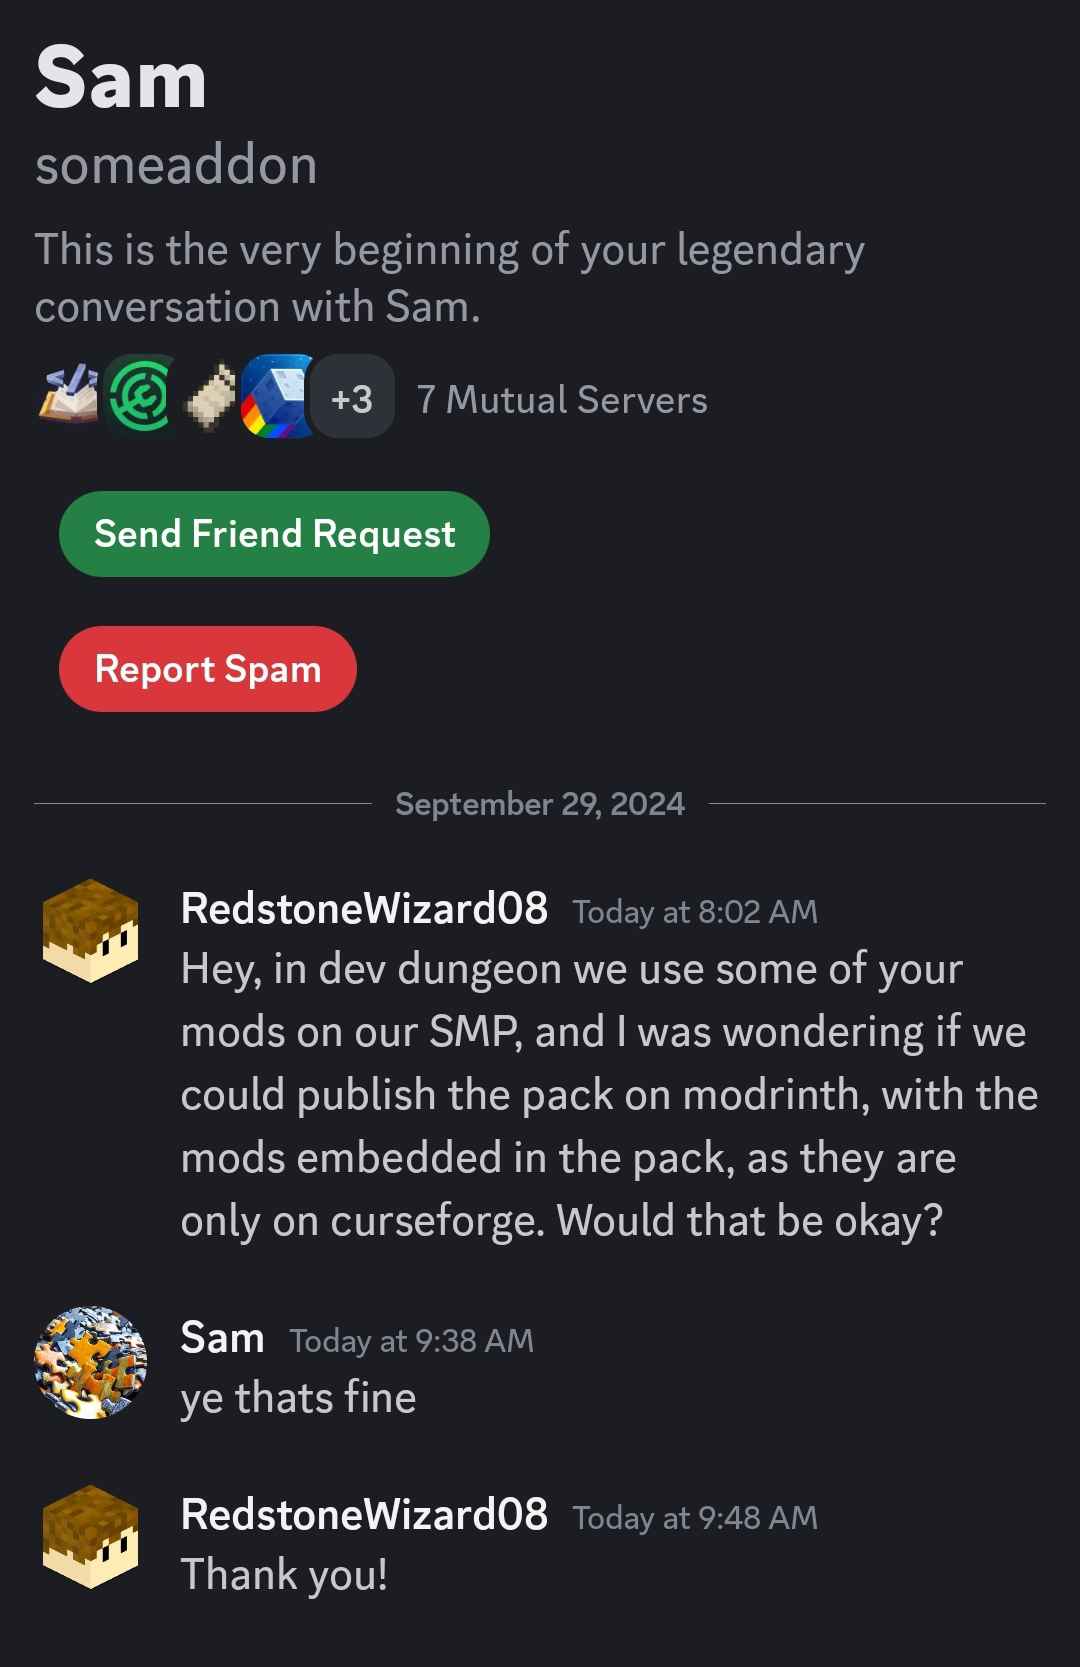 Sam
someaddon
This is the very beginning of your legendary
conversation with Sam.
+3 7 Mutual Servers
Send Friend Request
Report Spam
September 29, 2024
RedstoneWizard08 Today at 8:02 AM
Hey, in dev dungeon we use some of your
mods on our SMP, and I was wondering if we
could publish the pack on modrinth, with the
mods embedded in the pack, as they are
only on curseforge. Would that be okay?
Sam Today at 9:38 AM
ye thats fine
RedstoneWizard08 Today at 9:48 AM
Thank you!